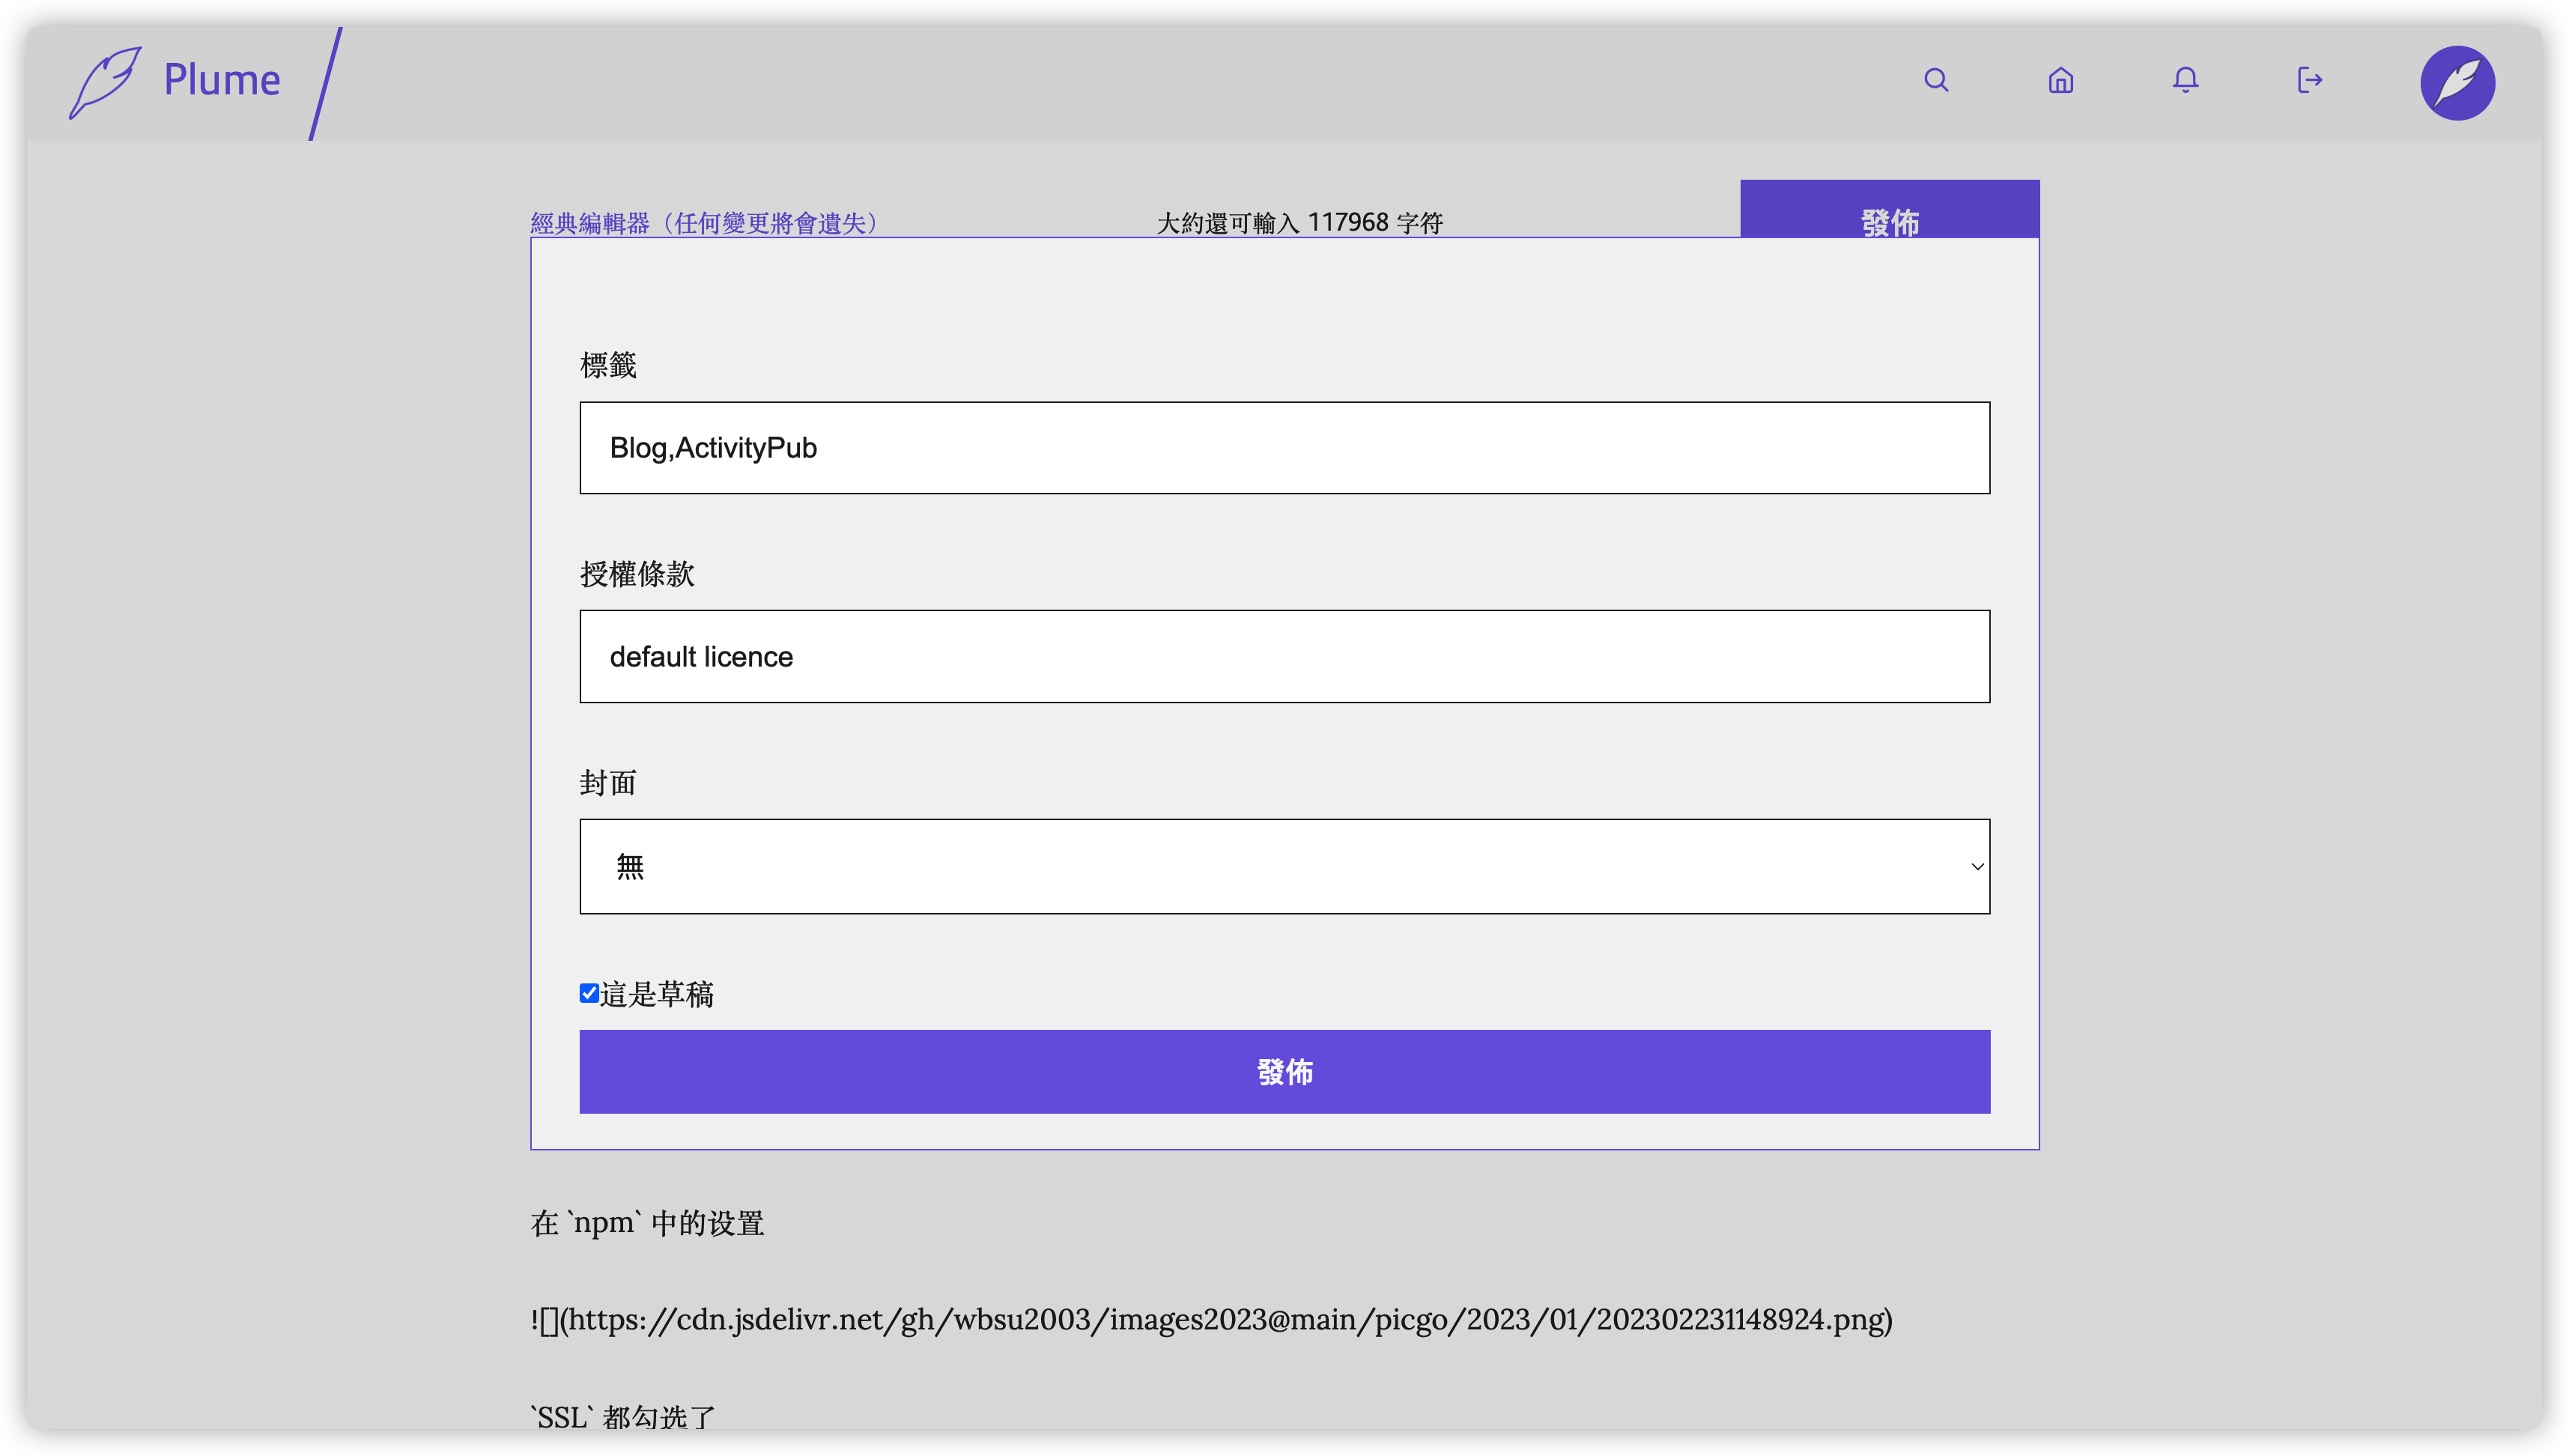 Plume
經典編輯器（任何變更將會遺失）
大約還可輸入 117968 字符
發佈
標籤
Blog,ActivityPub
授權條款
default licence
封面
無
這是草稿
發佈
在 `npm` 中的设置
![](https://cdn.jsdelivr.net/gh/wbsu2003/images2023@main/picgo/2023/01/202302231148924.png)
`SSL` 都勾选了